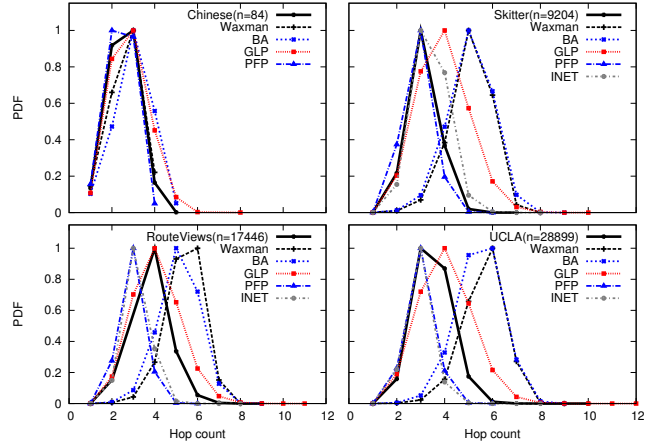 Chinese(n=84)
Waxman
BA
GLP
PFP
PDF
1
0.8
0.6
0.4
0.2
0
Skitter(n=9204)
Waxman
BA
GLP
PFP
INET
RouteViews(n=17446)
Waxman
BA
GLP
PFP
INET
PDF
1
0.8
0.6
0.4
0.2
0
0 2 4 6 8 10 12
Hop count
UCLA(n=28899)
Waxman
BA
GLP
PFP
INET
0 2 4 6 8 10 12
Hop count